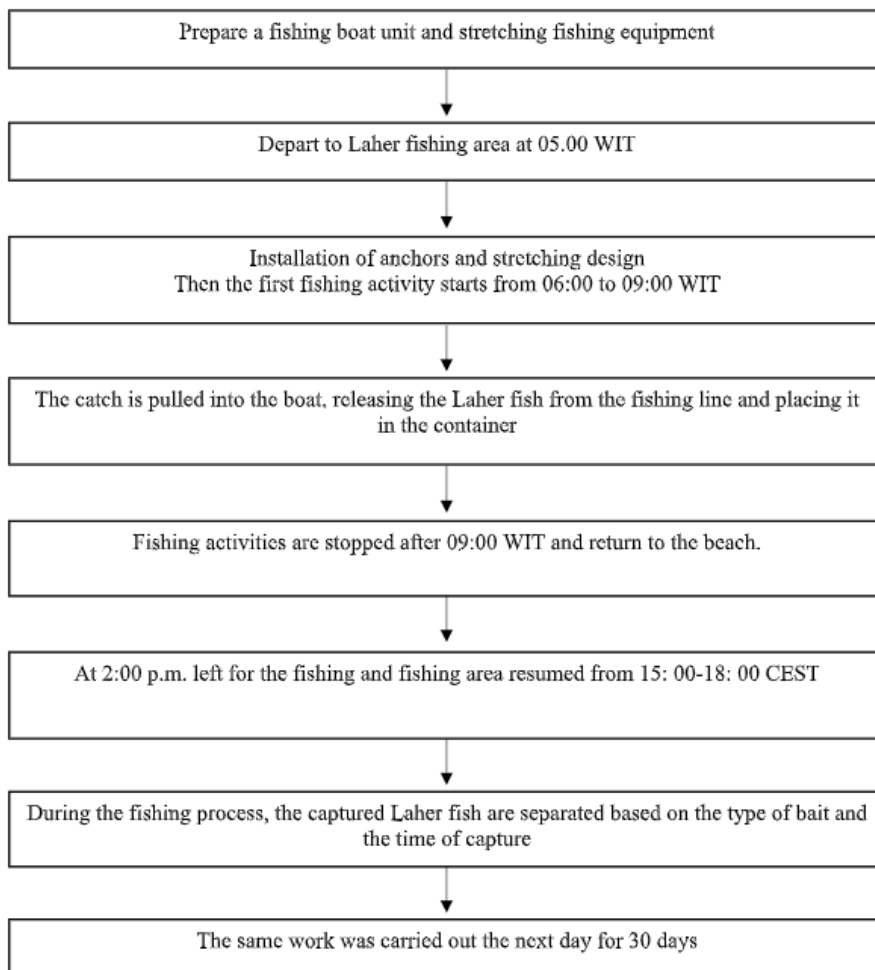 Prepare a fishing boat unit and stretching fishing equipment
Depart to Laher fishing area at 05.00 WIT
Installation of anchors and stretching design
Then the first fishing activity starts from 06:00 to 09:00 WIT
The catch is pulled into the boat, releasing the Laher fish from the fishing line and placing it
in the container
Fishing activities are stopped after 09:00 WIT and return to the beach.
At 2:00 p.m. left for the fishing and fishing area resumed from 15: 00-18: 00 CEST
During the fishing process, the captured Laher fish are separated based on the type of bait and
the time of capture
The same work was carried out the next day for 30 days